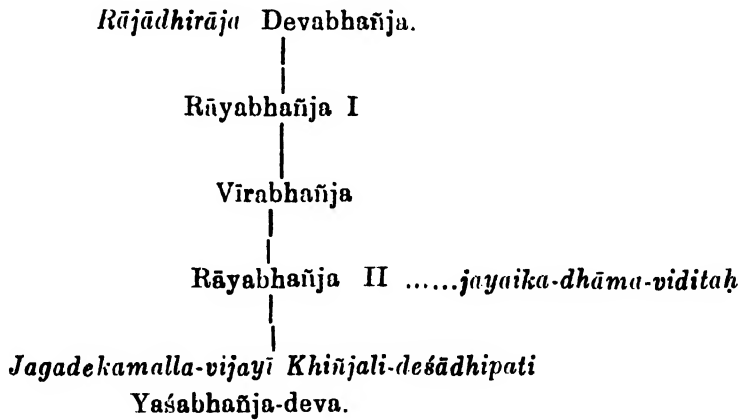 Rājādhirāja Devabhañja.
Rāyabhañja I
Vīrabhañja
Rāyabhañja II ......jayaika-dhāma-viditaḥ
Jagadekamalla-vijayī Khiñjali-deśādhipati
Yaśabhañja-deva.